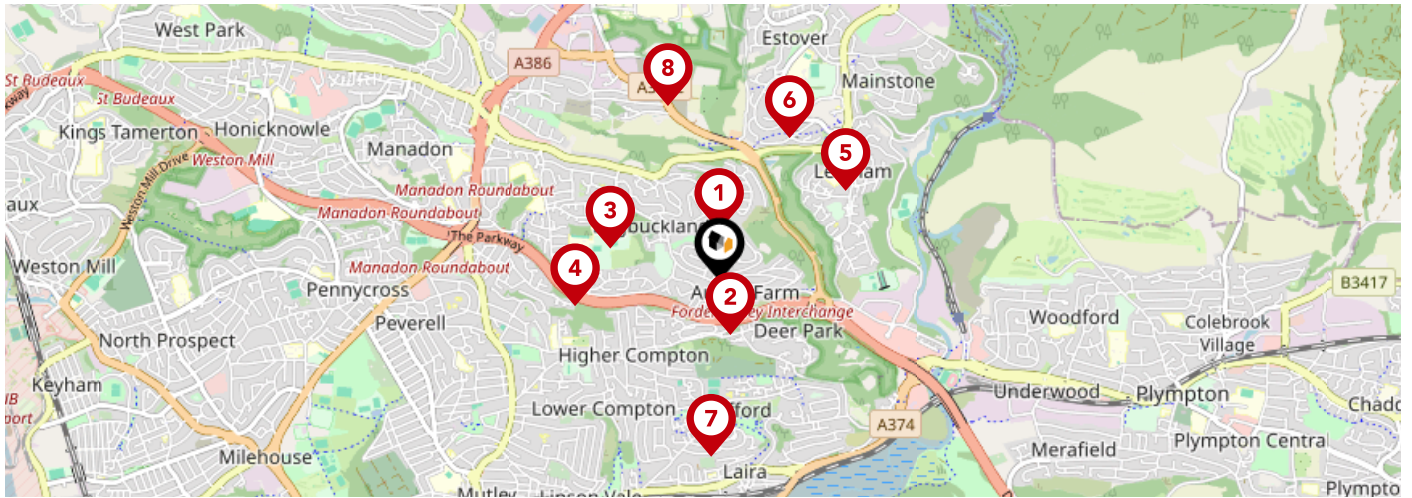 West Park
Estover
A386
8
Mainstone
St Budeaux
St Budeaux
6
Kings Tamerton
Honicknowle
Manadon
5
Weston Mill
Weston Mill Drive
Manadon Roundabout
1
3
Manadon Roundabout
The Parkway
4
Weston Mill
Manadon Roundabout
Pennycross
2
Farm
B3417
Deer Park
Peverell
Woodford
Colebrook
Village
North Prospect
Higher Compton
Keyham
Underwood
Plympton
Lower Compton
7
A374
Plympton Central
Milehouse
Laira
Merafield
Mutley